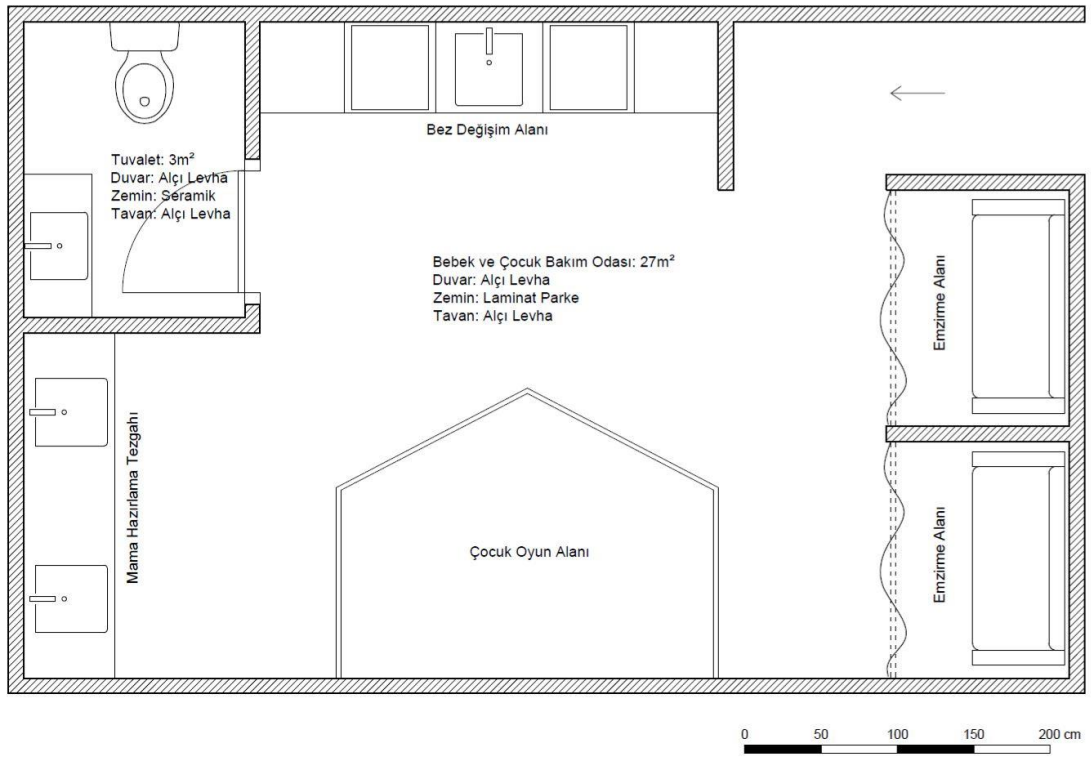 Bez Değişim Alanı
Tuvalet: 3m²
Duvar: Alçı Levha
Zemin: Seramik
Tavan: Alçı Levha
Bebek ve Çocuk Bakım Odası: 27m²
Duvar: Alçı Levha
Zemin: Laminat Parke
Tavan: Alçı Levha
Emzirme Alanı
Mama Hazırlama Tezgahı
Çocuk Oyun Alanı
Emzirme Alanı
0 50 100 150 200 cm